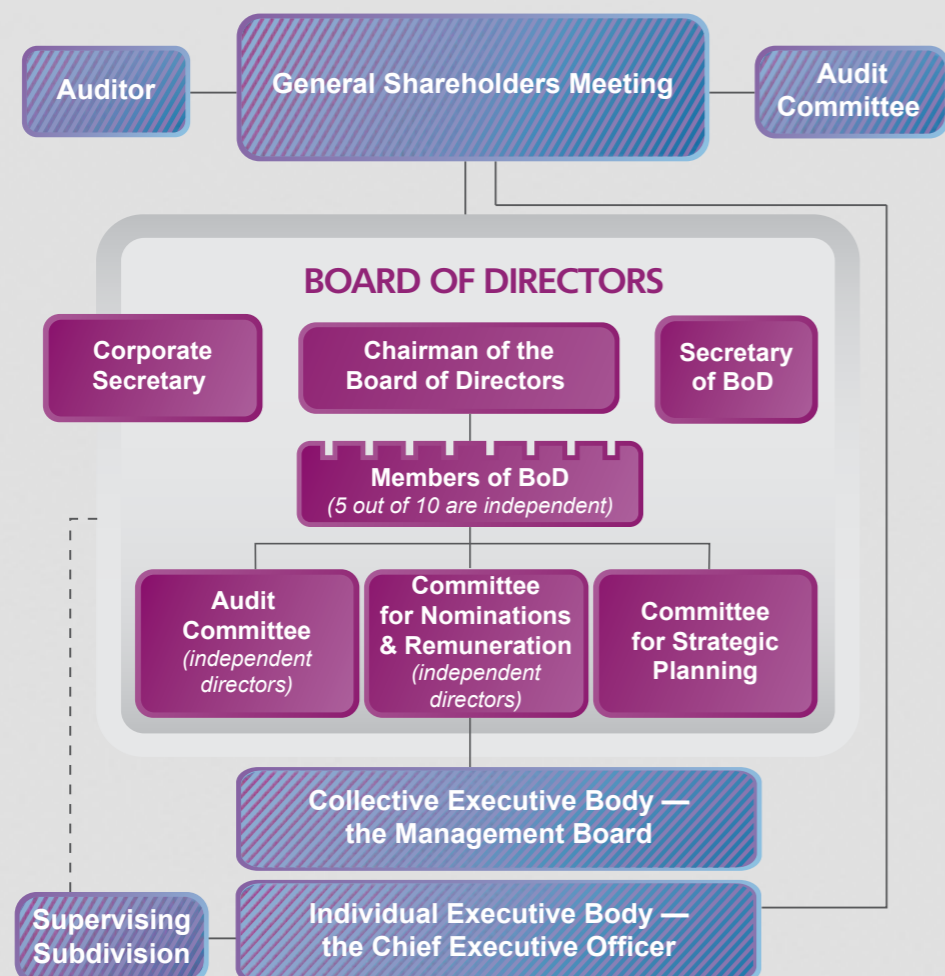 Auditor
General Shareholders Meeting
Audit
Committee
BOARD OF DIRECTORS
Corporate
Secretary
Chairman of the
Board of Directors
Secretary
of BoD
Members of BoD
(5 out of 10 are independent)
Audit
Committee
(independent
directors)
Committee
for Nominations
& Remuneration
(independent
directors)
Committee
for Strategic
Planning
Collective Executive Body —
the Management Board
Supervising
Subdivision
Individual Executive Body —
the Chief Executive Officer